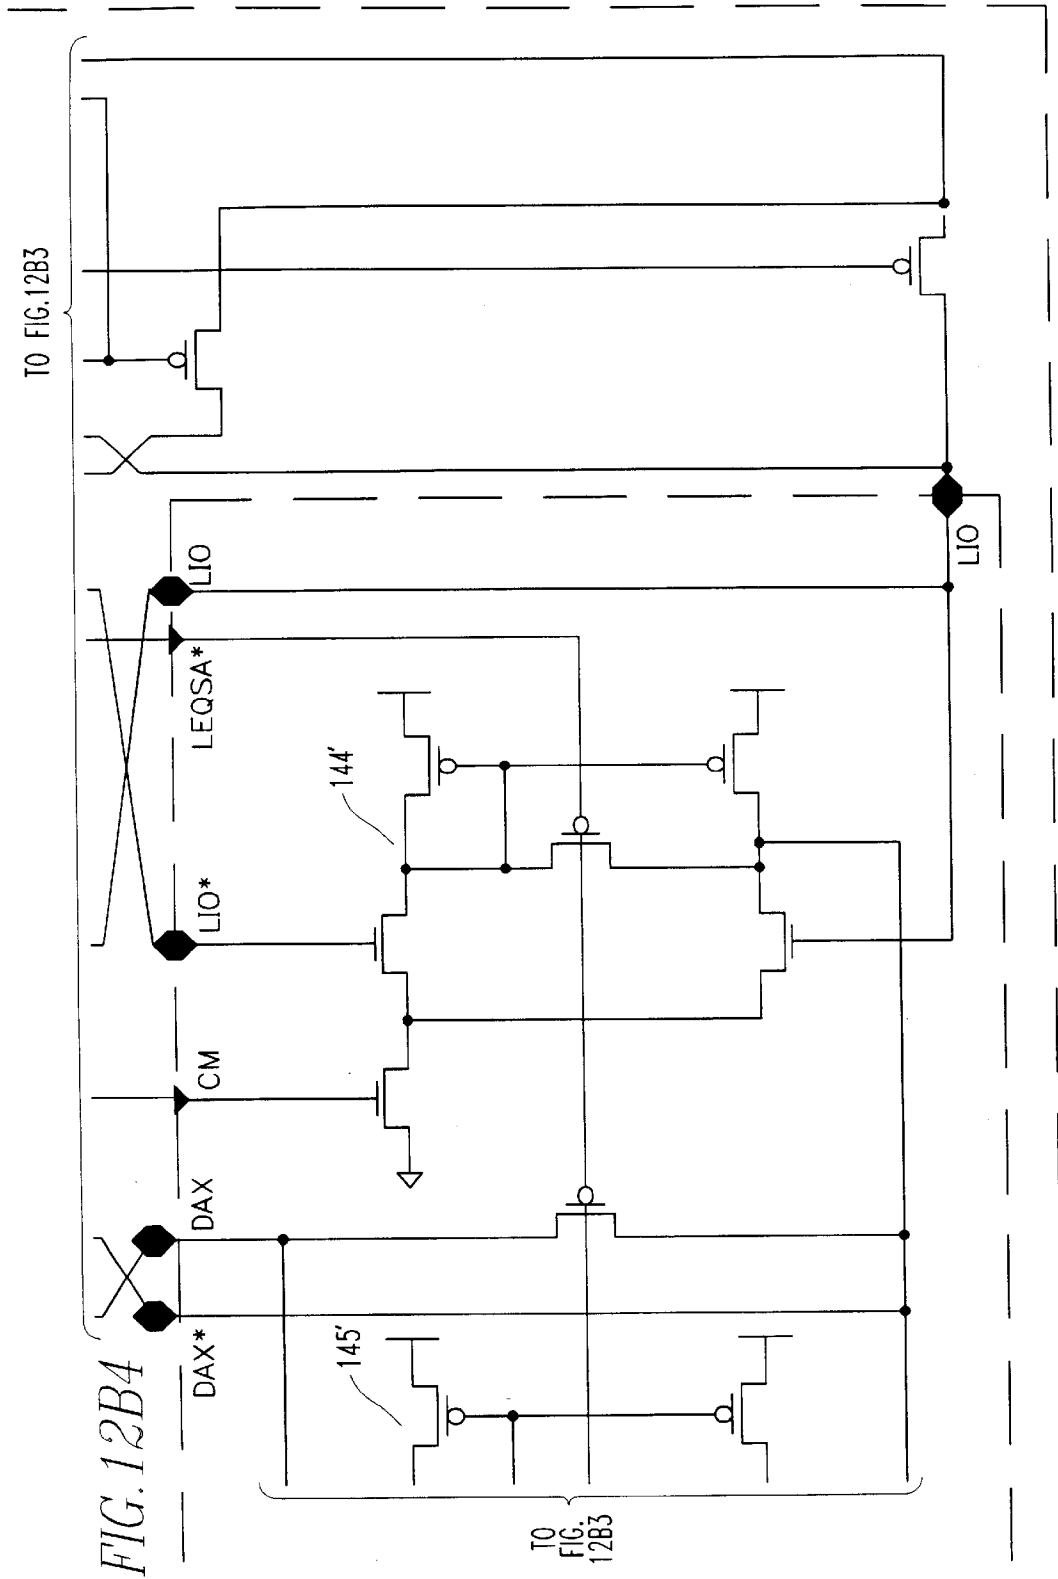 TO FIG.12B3
LIO
LEQSA*
LIO
144'
LIO*
CM
DAX
DAX*
145'
FIG.12B4
TO
FIG.
12B3